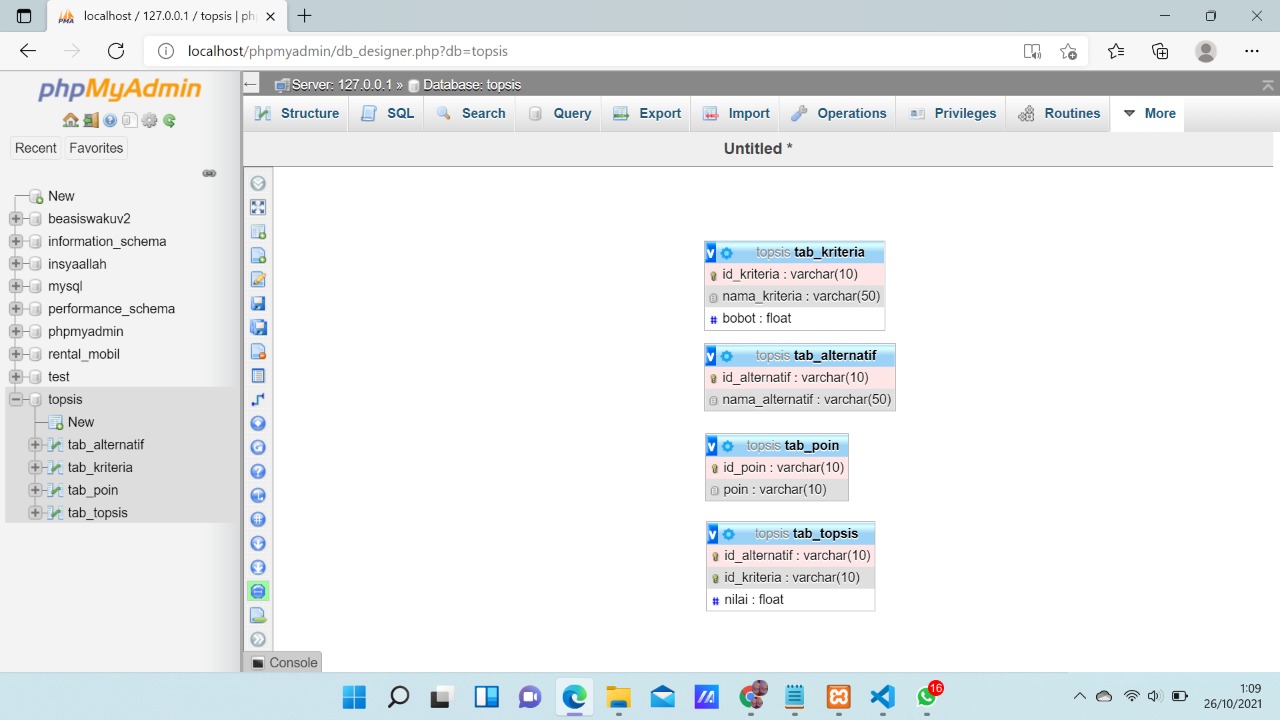 localhost / 127.0.0.1 / topsis | ph
localhost/phpmyadmin/db_designer.php?db=topsis
phpMyAdmin
Recent Favorites
New
beasiswakuv2
information_schema
insyaallah
mysql
performance_schema
phpmyadmin
rental_mobil
test
topsis
New
tab_alternatif
tab_kriteria
tab_poin
tab_topsis
Server: 127.0.0.1 » Database: topsis
Structure SQL Search Query Export Import Operations Privileges Routines More
Untitled *
v topsis tab_kriteria
id_kriteria : varchar(10)
nama_kriteria : varchar(50)
# bobot : float
v topsis tab_alternatif
id_alternatif : varchar(10)
nama_alternatif : varchar(50)
v topsis tab_poin
id_poin : varchar(10)
poin : varchar(10)
v topsis tab_topsis
id_alternatif : varchar(10)
id_kriteria : varchar(10)
# nilai : float
Console
16
1:09
26/10/2021